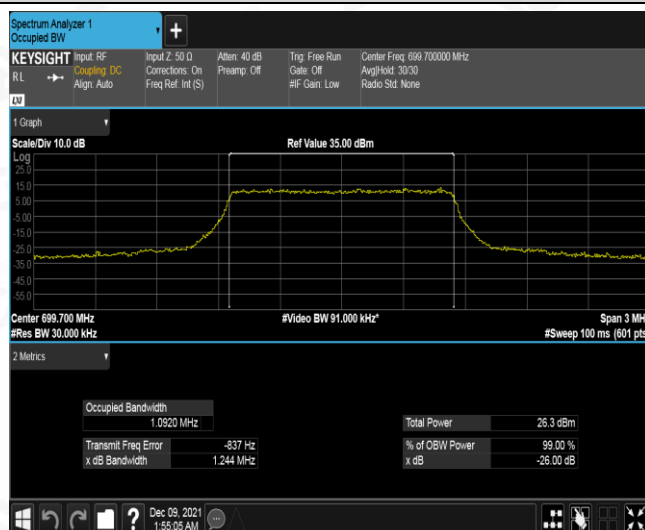 Spectrum Analyzer 1
Occupied BW
+
KEYSIGHT Input: RF Input Z: 50 Ω Atten: 40 dB Trig: Free Run Center Freq: 699.700000 MHz
RL Coupling: DC Corrections: On Preamp: Off Gate: Off Avg|Hold: 30/30
Align: Auto Freq Ref: Int (S) #IF Gain: Low Radio Std: None
LXI
1 Graph
Scale/Div 10.0 dB Ref Value 35.00 dBm
Log
25.0
15.0
5.00
-5.00
-15.0
-25.0
-35.0
-45.0
-55.0
Center 699.700 MHz #Video BW 91.000 kHz* Span 3 MH
#Res BW 30.000 kHz #Sweep 100 ms (601 pts
2 Metrics
Occupied Bandwidth
1.0920 MHz Total Power 26.3 dBm
Transmit Freq Error -837 Hz % of OBW Power 99.00 %
x dB Bandwidth 1.244 MHz x dB -26.00 dB
? Dec 09, 2021
1:55:05 AM